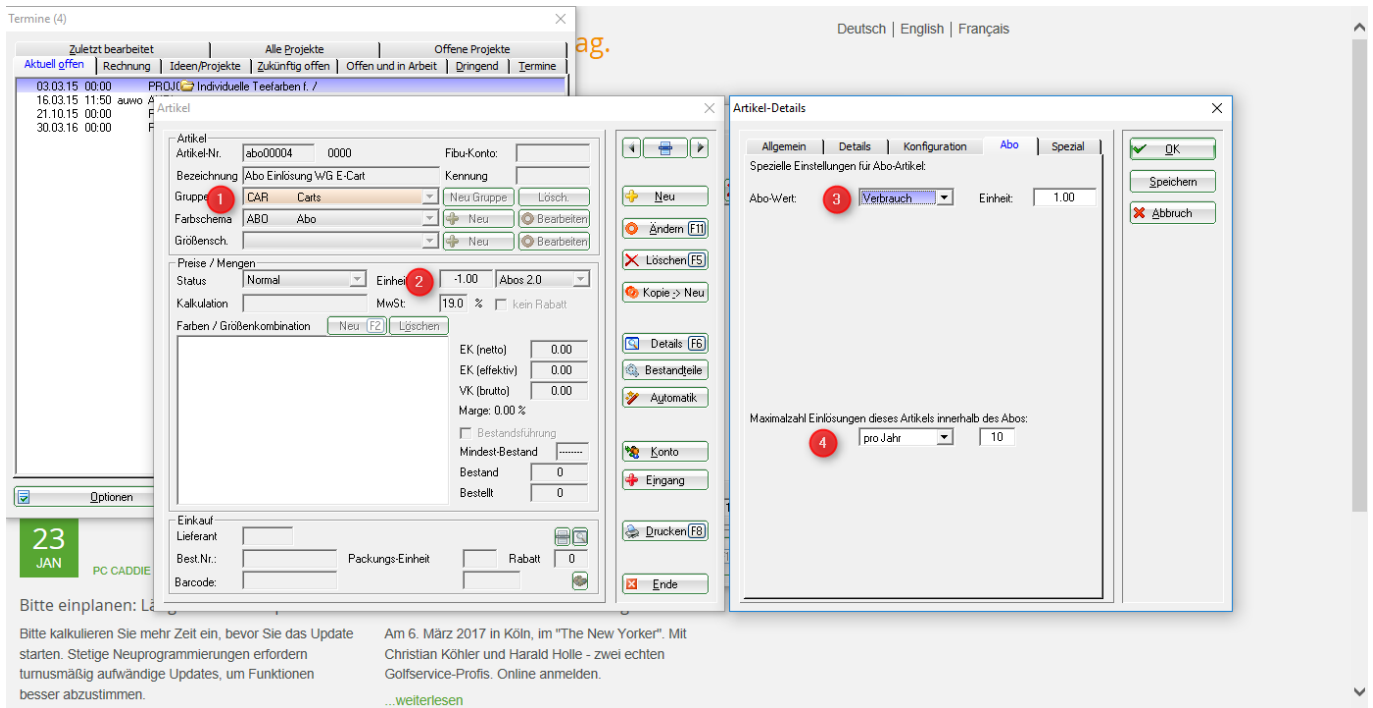 Termine (4)
Zuletzt bearbeitet Alle Projekte Offene Projekte
Aktuell offen Rechnung Ideen/Projekte Zukünftig offen Offen und in Arbeit Dringend Termine
03.03.15 00:00 PROJ Individuelle Teefarben f. /
16.03.15 11:50 auwo
21.10.15 00:00
30.03.16 00:00
Optionen
ag.
Deutsch | English | Français
Artikel
Artikel
Artikel-Nr. abo00004 0000 Fibu-Konto:
Bezeichnung Abo Einlösung WG E-Cart Kennung
Gruppe 1 CAR Carts Neu Gruppe Lösch.
Farbschema ABO Abo Neu Bearbeiten
Größensch. Neu Bearbeiten
Preise / Mengen
Status Normal Einheit 2 -1.00 Abos 2.0
Kalkulation MwSt: 19.0 % kein Rabatt
Farben / Größenkombination Neu F2 Löschen
EK (netto) 0.00
EK (effektiv) 0.00
VK (brutto) 0.00
Marge: 0.00 %
Bestandsführung
Mindest-Bestand --------
Bestand 0
Bestellt 0
Einkauf
Lieferant
Best.Nr.: Packungs-Einheit Rabatt 0
Barcode:
Neu
Ändern F11
Löschen F5
Kopie -> Neu
Details F6
Bestandteile
Automatik
Konto
Eingang
Drucken F8
Ende
Artikel-Details
Allgemein Details Konfiguration Abo Spezial
Spezielle Einstellungen für Abo-Artikel:
Abo-Wert: 3 Verbrauch Einheit: 1.00
Maximalzahl Einlösungen dieses Artikels innerhalb des Abos:
4 pro Jahr 10
OK
Speichern
Abbruch
23
JAN
PC CADDIE
Bitte einplanen:
Bitte kalkulieren Sie mehr Zeit ein, bevor Sie das Update
starten. Stetige Neuprogrammierungen erfordern
turnusmäßig aufwändige Updates, um Funktionen
besser abzustimmen.
Am 6. März 2017 in Köln, im "The New Yorker". Mit
Christian Köhler und Harald Holle - zwei echten
Golfservice-Profis. Online anmelden.
...weiterlesen